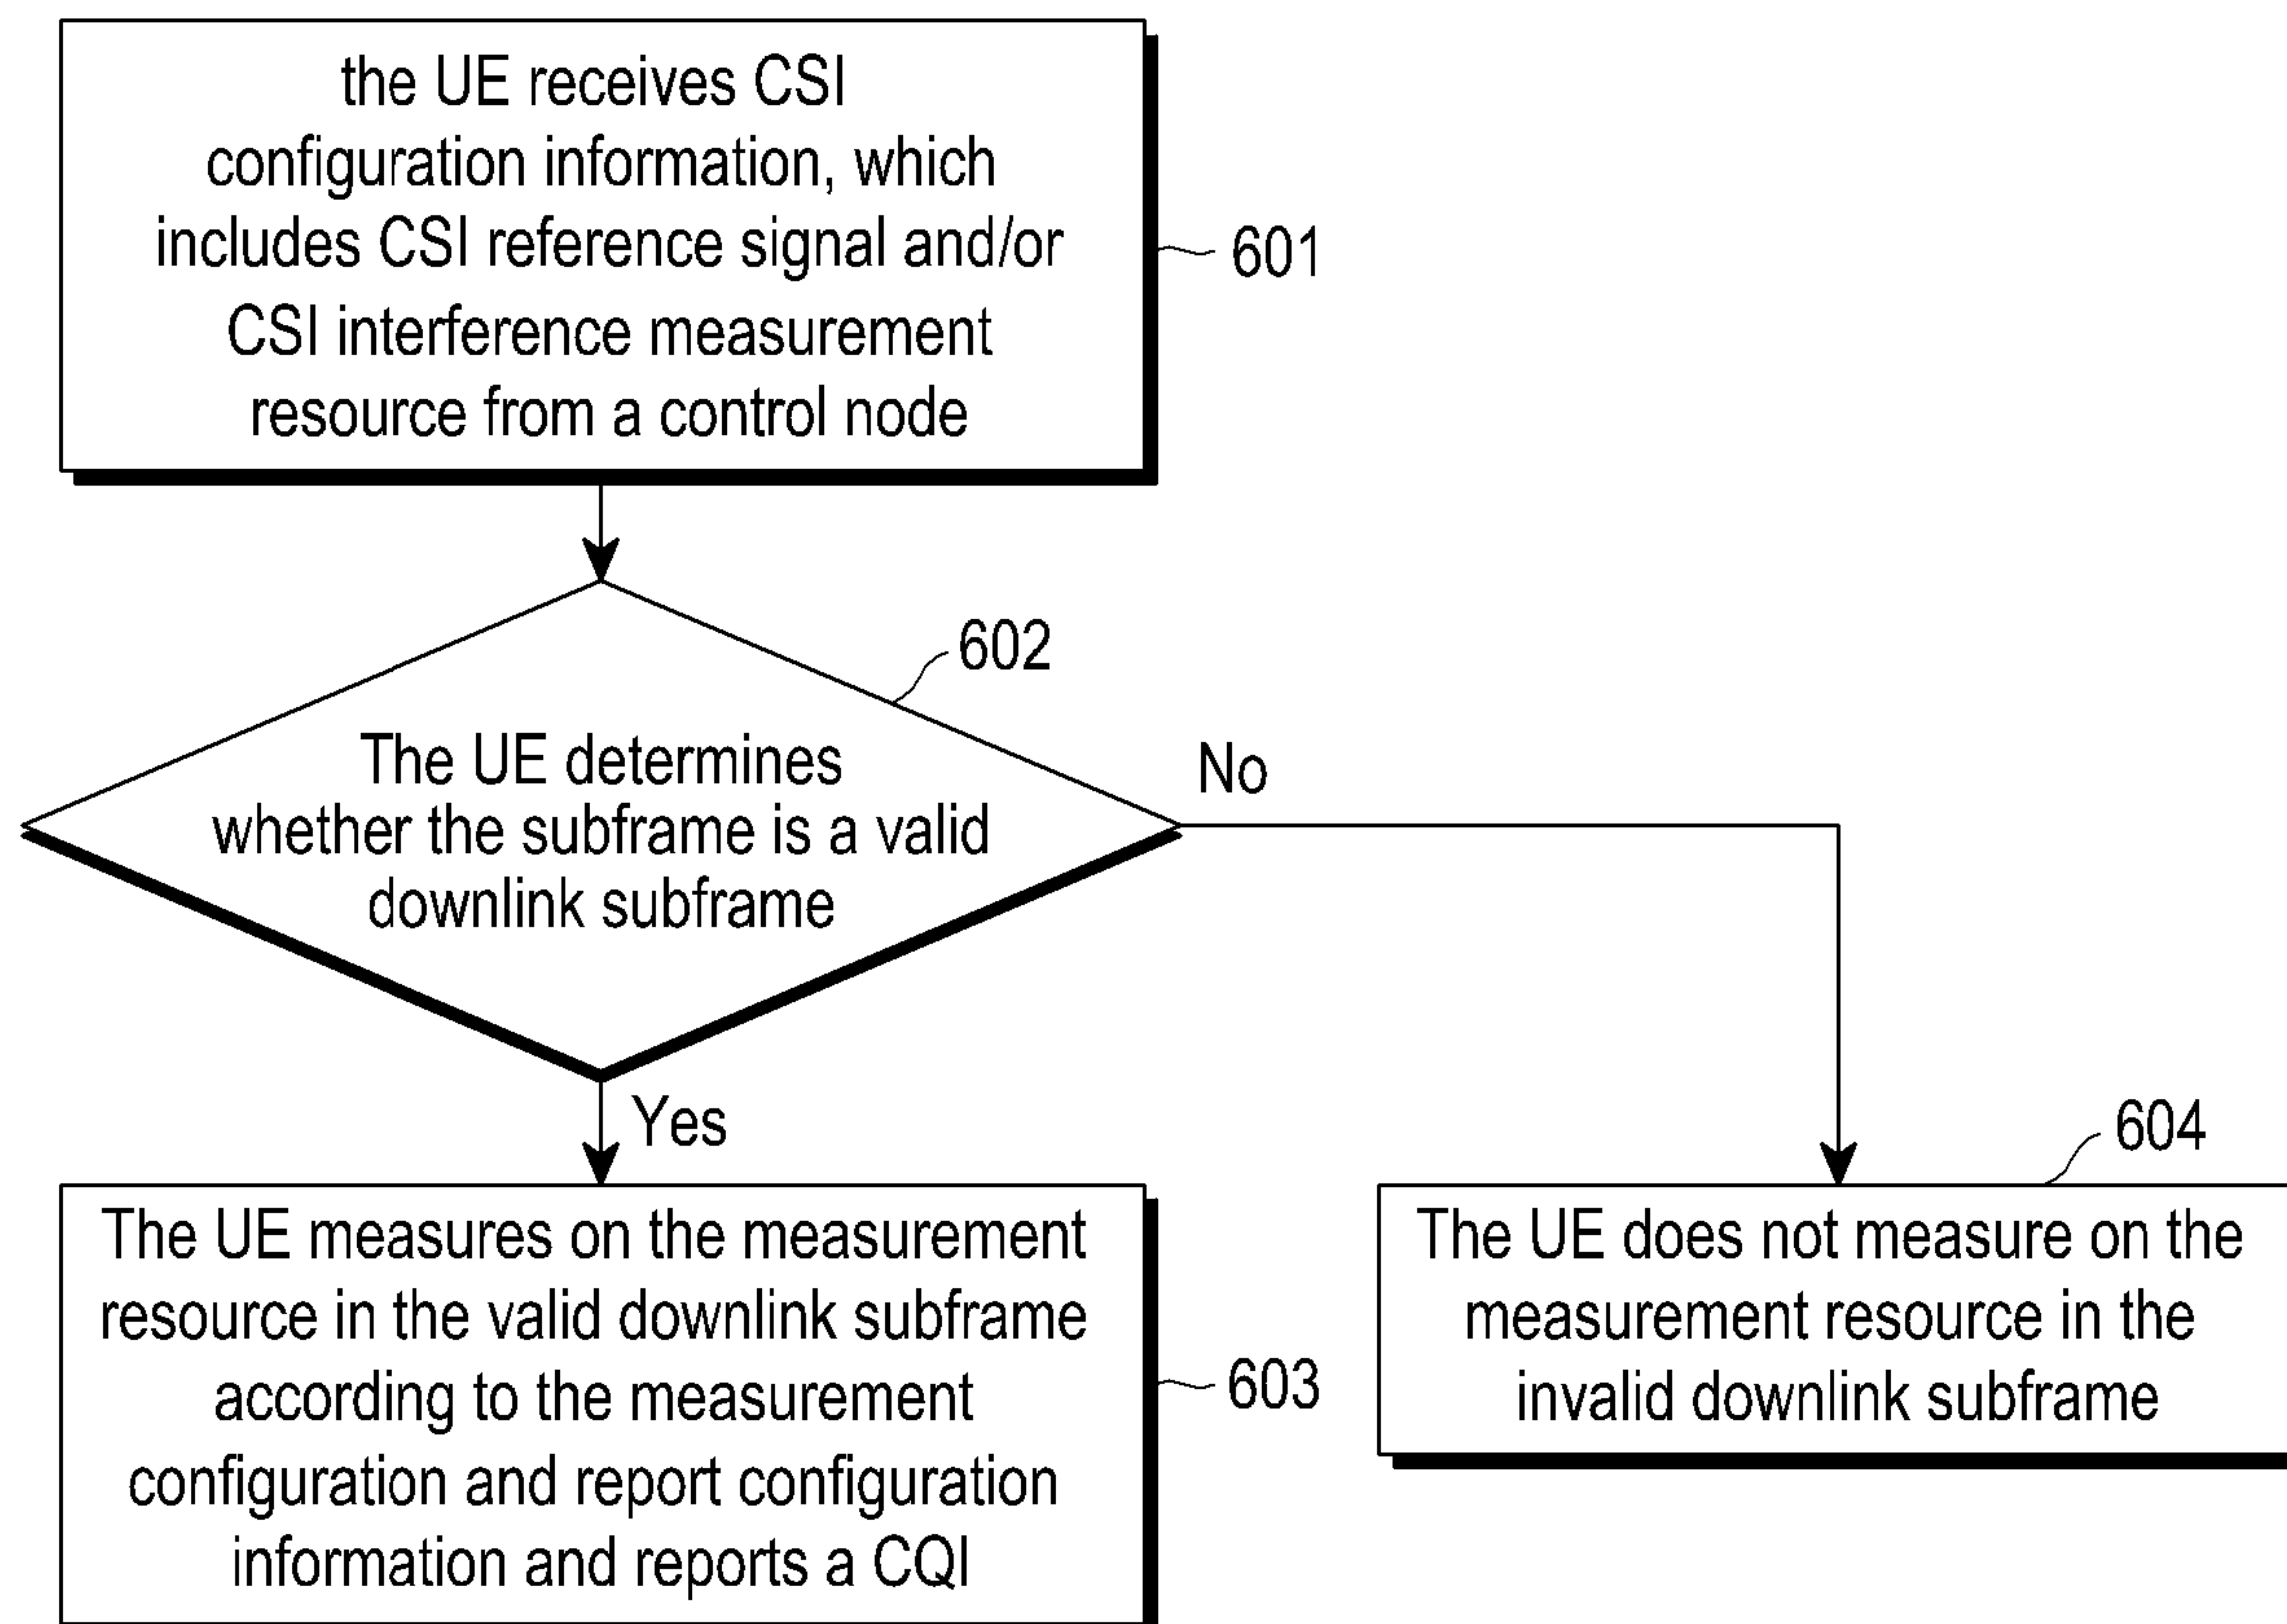 the UE receives CSI
configuration information, which
includes CSI reference signal and/or
CSI interference measurement
resource from a control node
601
602
The UE determines
whether the subframe is a valid
downlink subframe
No
Yes
The UE measures on the measurement
resource in the valid downlink subframe
according to the measurement
configuration and report configuration
information and reports a CQI
603
604
The UE does not measure on the
measurement resource in the
invalid downlink subframe